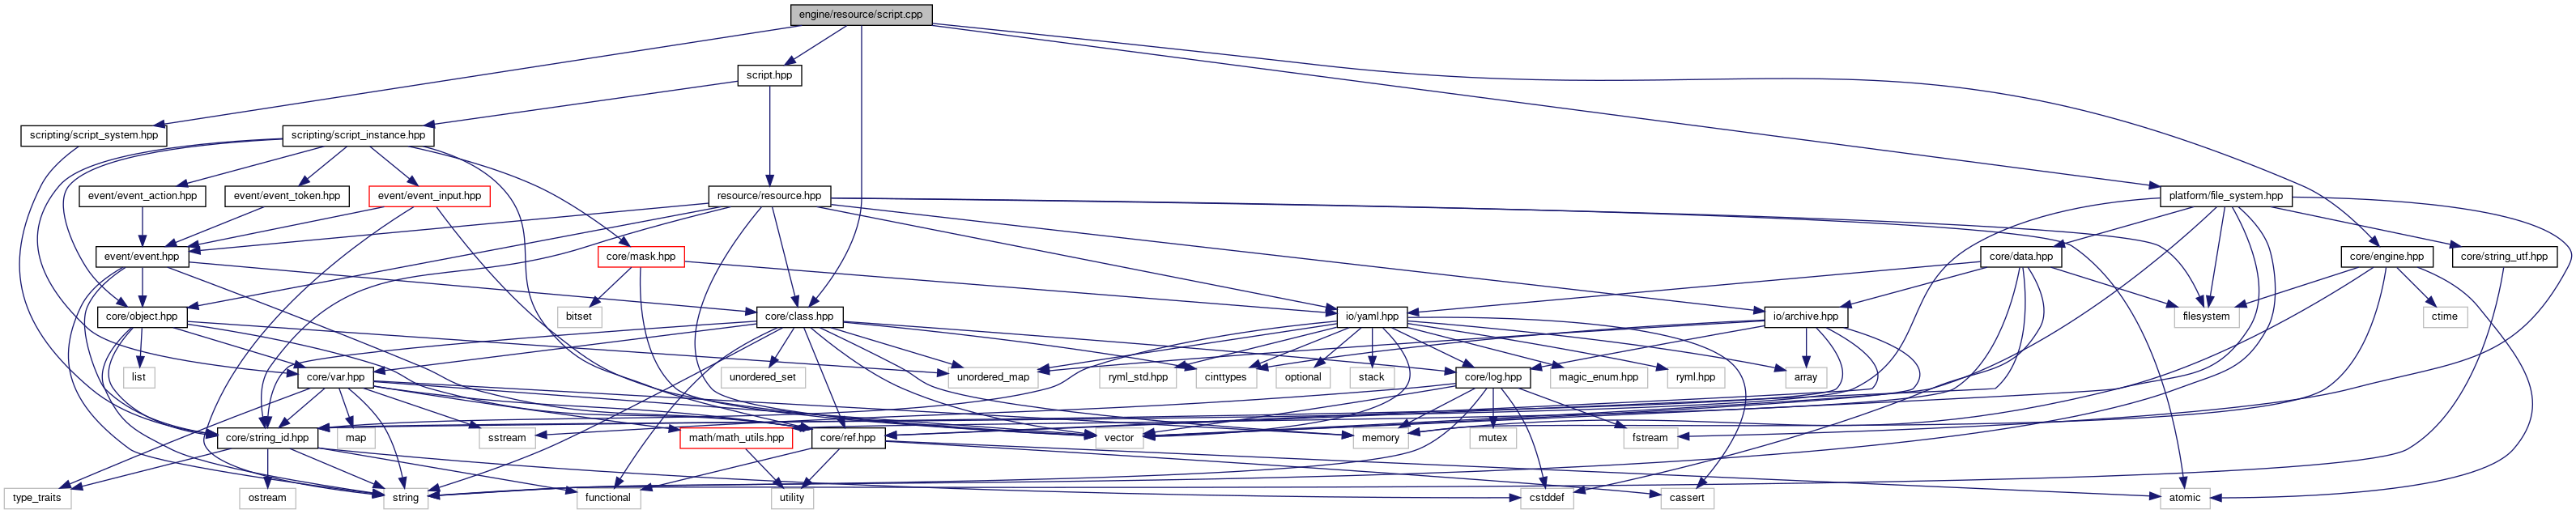 engine/resource/script.cpp
script.hpp
scripting/script_system.hpp
scripting/script_instance.hpp
event/event_action.hpp
event/event_token.hpp
event/event_input.hpp
resource/resource.hpp
platform/file_system.hpp
event/event.hpp
core/mask.hpp
core/data.hpp
core/engine.hpp
core/string_utf.hpp
core/object.hpp
bitset
core/class.hpp
io/yaml.hpp
io/archive.hpp
filesystem
ctime
list
core/var.hpp
unordered_set
unordered_map
ryml_std.hpp
cinttypes
optional
stack
core/log.hpp
magic_enum.hpp
ryml.hpp
array
core/string_id.hpp
map
sstream
math/math_utils.hpp
core/ref.hpp
vector
memory
mutex
fstream
type_traits
ostream
string
functional
utility
cstddef
cassert
atomic